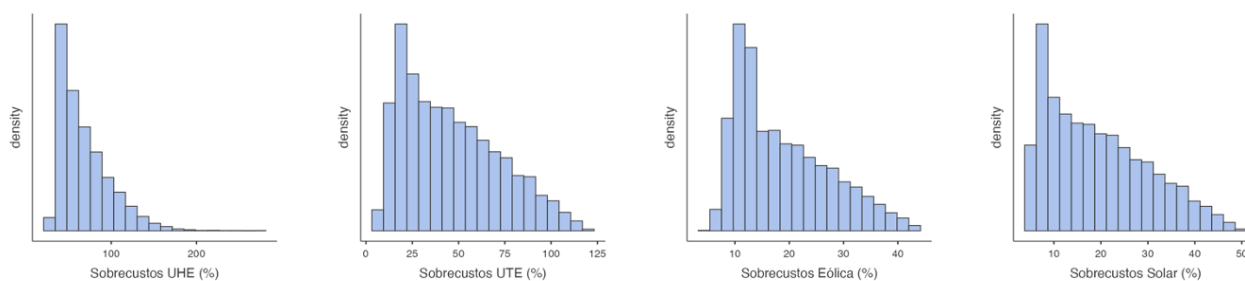 density
100 200
Sobrecustos UHE (%)
density
0 25 50 75 100 125
Sobrecustos UTE (%)
density
10 20 30 40
Sobrecustos Eólica (%)
density
10 20 30 40 50
Sobrecustos Solar (%)